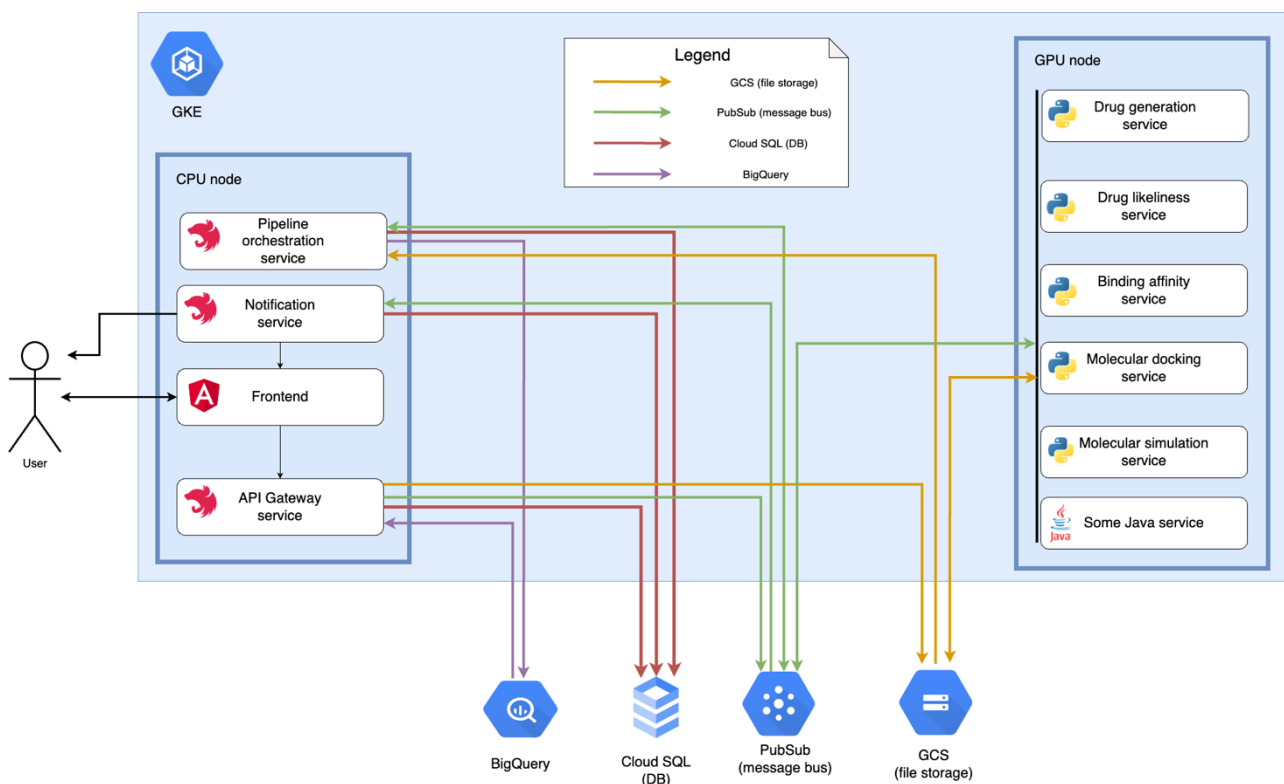 GKE
Legend
GCS (file storage)
PubSub (message bus)
Cloud SQL (DB)
BigQuery
CPU node
Pipeline
orchestration
service
Notification
service
Frontend
API Gateway
service
User
GPU node
Drug generation
service
Drug likeliness
service
Binding affinity
service
Molecular docking
service
Molecular simulation
service
Java
Some Java service
BigQuery
Cloud SQL
(DB)
PubSub
(message bus)
GCS
(file storage)